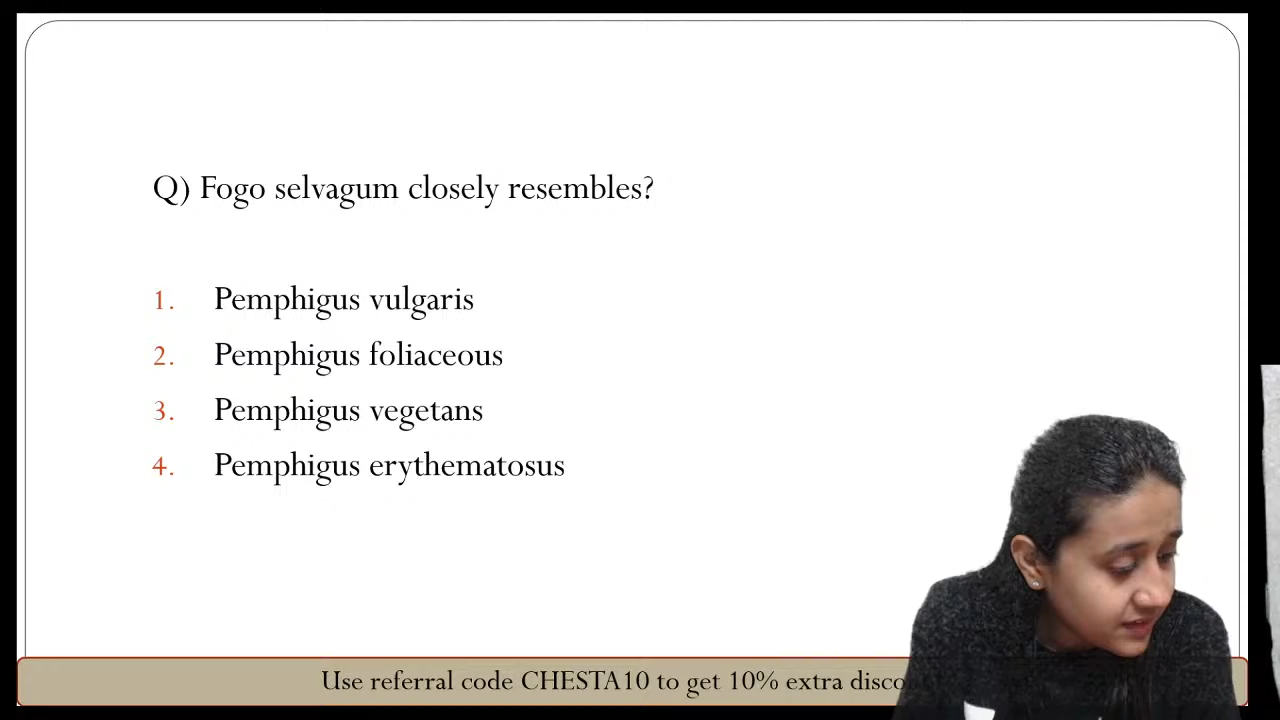 Q) Fogo selvagum closely resembles?
1. Pemphigus vulgaris
2. Pemphigus foliaceous
3. Pemphigus vegetans
4. Pemphigus erythematosus
Use referral code CHESTA10 to get 10% extra